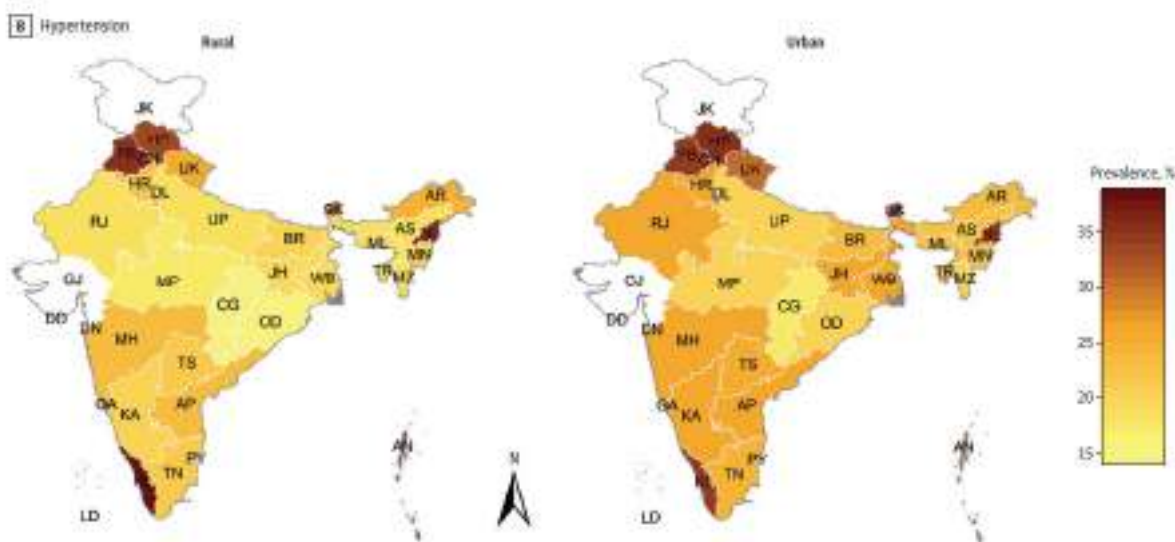 B Hypertension
Rural
Urban
JK
HP
UK
HR
DL
RJ
UP
AR
AS
BR
ML
MN
JH
WB
TR
MZ
GJ
MP
CG
DD
DN
OD
MH
TS
GA
KA
AP
AN
PY
TN
LD
N
JK
HP
UK
HR
DL
RJ
UP
AR
AS
BR
ML
MN
JH
WB
TR
MZ
GJ
MP
CG
DD
DN
OD
MH
TS
GA
KA
AP
AN
PY
TN
LD
Prevalence, %
35
30
25
20
15